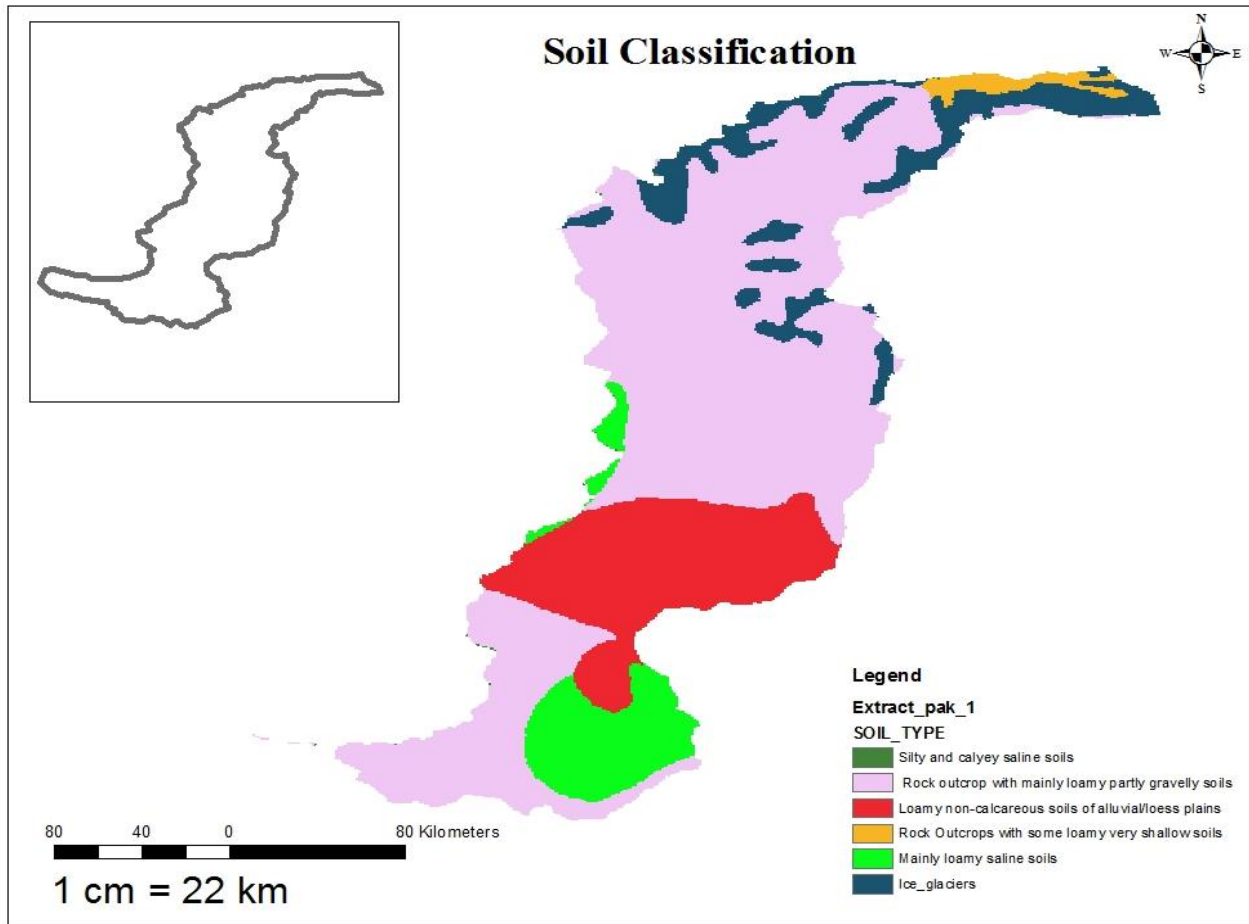 Soil Classification
N
W E
S
Legend
Extract_pak_1
SOIL_TYPE
Silty and calyey saline soils
Rock outcrop with mainly loamy partly gravelly soils
Loamy non-calcareous soils of alluvial/loess plains
Rock Outcrops with some loamy very shallow soils
Mainly loamy saline soils
Ice_glaciers
80 40 0 80 Kilometers
1 cm = 22 km